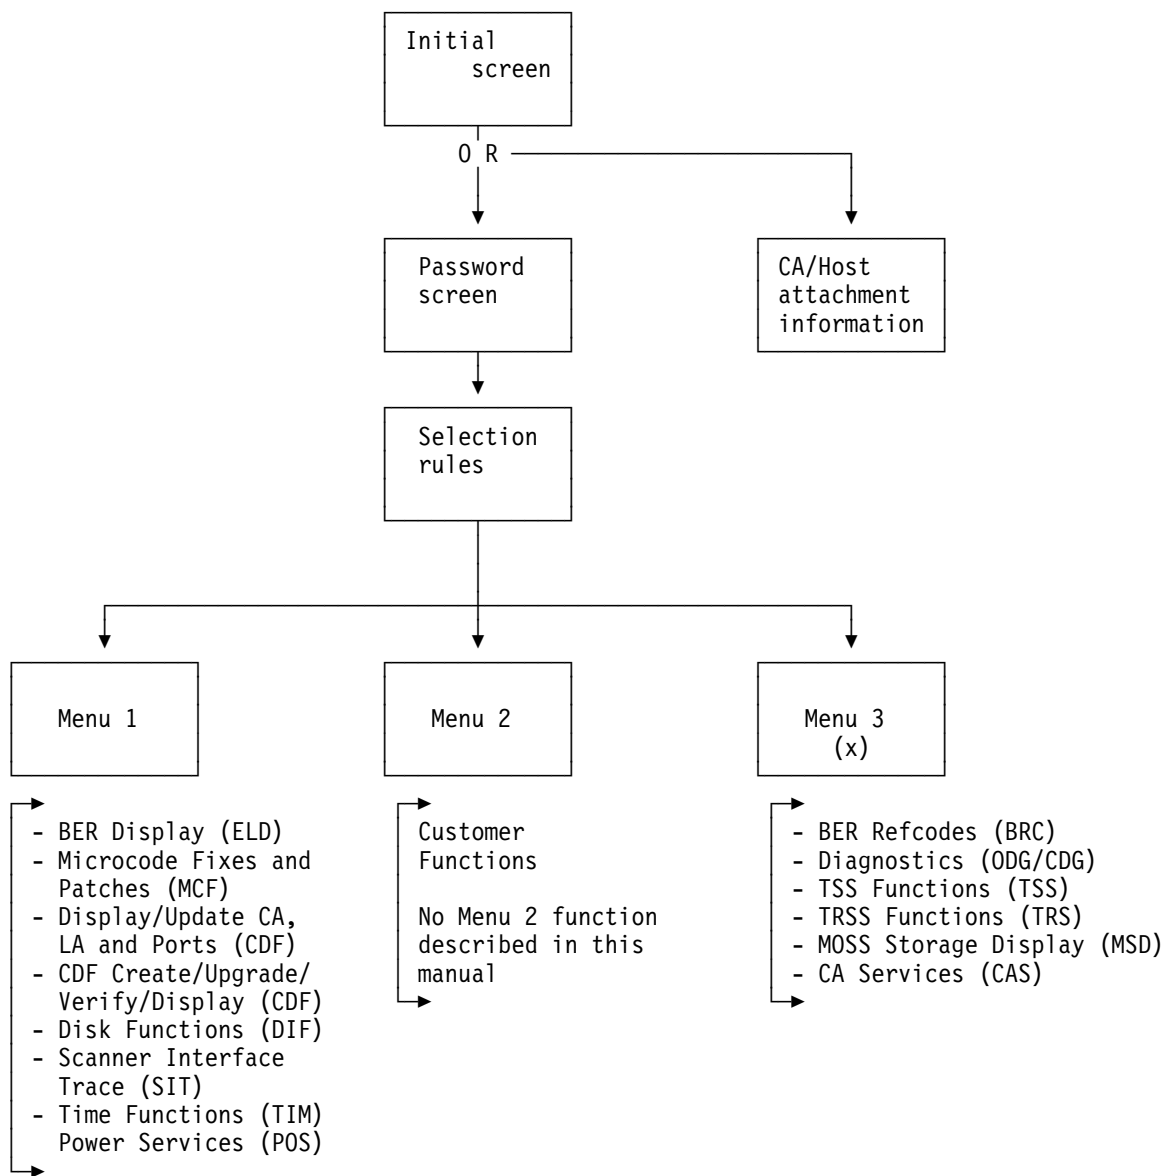 Initial
screen
O R
Password
screen
CA/Host
attachment
information
Selection
rules
Menu 1
Menu 2
Menu 3
(x)
- BER Display (ELD)
- Microcode Fixes and
Patches (MCF)
- Display/Update CA,
LA and Ports (CDF)
- CDF Create/Upgrade/
Verify/Display (CDF)
- Disk Functions (DIF)
- Scanner Interface
Trace (SIT)
- Time Functions (TIM)
Power Services (POS)
Customer
Functions
No Menu 2 function
described in this
manual
- BER Refcodes (BRC)
- Diagnostics (ODG/CDG)
- TSS Functions (TSS)
- TRSS Functions (TRS)
- MOSS Storage Display (MSD)
- CA Services (CAS)